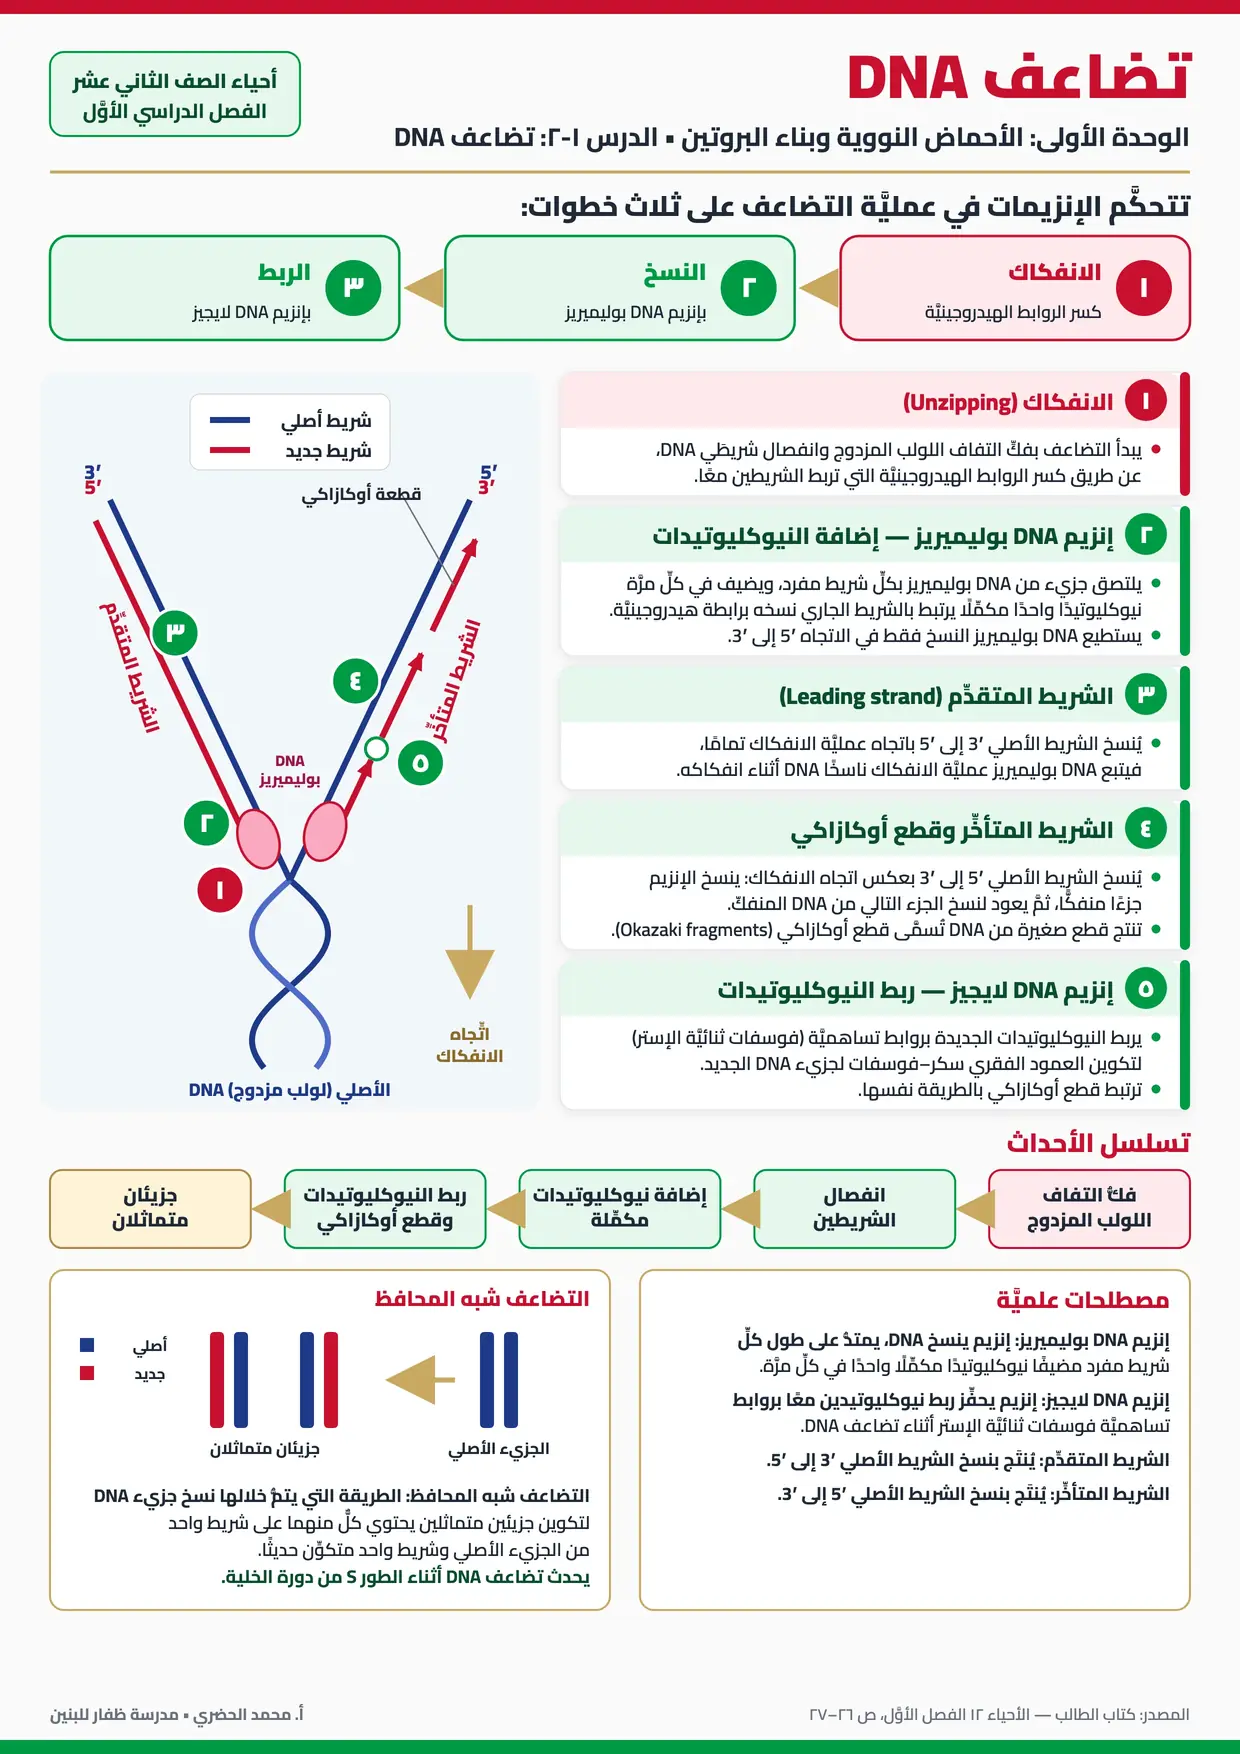 تضاعف DNA
أحياء الصف الثاني عشر
الفصل الدراسي الأوَّل
الوحدة الأولى: الأحماض النووية وبناء البروتين • الدرس ١-٢: تضاعف DNA
تتحكَّم الإنزيمات في عمليَّة التضاعف على ثلاث خطوات:
١
الانفكاك
كسر الروابط الهيدروجينيَّة
٢
النسخ
بإنزيم DNA بوليميريز
٣
الربط
بإنزيم DNA لايجيز
١
الانفكاك (Unzipping)
• يبدأ التضاعف بفكِّ التفاف اللولب المزدوج وانفصال شريطَي DNA،
عن طريق كسر الروابط الهيدروجينيَّة التي تربط الشريطين معًا.
٢
إنزيم DNA بوليميريز — إضافة النيوكليوتيدات
• يلتصق جزيء من DNA بوليميريز بكلِّ شريط مفرد، ويضيف في كلِّ مرَّة
نيوكليوتيدًا واحدًا مكمِّلًا يرتبط بالشريط الجاري نسخه برابطة هيدروجينيَّة.
• يستطيع DNA بوليميريز النسخ فقط في الاتجاه 5′ إلى 3′.
٣
الشريط المتقدِّم (Leading strand)
• يُنسخ الشريط الأصلي 3′ إلى 5′ باتجاه عمليَّة الانفكاك تمامًا،
فيتبع DNA بوليميريز عمليَّة الانفكاك ناسخًا DNA أثناء انفكاكه.
٤
الشريط المتأخِّر وقطع أوكازاكي
• يُنسخ الشريط الأصلي 5′ إلى 3′ بعكس اتجاه الانفكاك: ينسخ الإنزيم
جزءًا منفكًّا، ثمَّ يعود لنسخ الجزء التالي من DNA المنفكّ.
• تنتج قطع صغيرة من DNA تُسمَّى قطع أوكازاكي (Okazaki fragments).
٥
إنزيم DNA لايجيز — ربط النيوكليوتيدات
• يربط النيوكليوتيدات الجديدة بروابط تساهميَّة (فوسفات ثنائيَّة الإستر)
لتكوين العمود الفقري سكر–فوسفات لجزيء DNA الجديد.
• ترتبط قطع أوكازاكي بالطريقة نفسها.
شريط أصلي
شريط جديد
5′
3′
3′
5′
قطعة أوكازاكي
الشريط المتأخِّر
الشريط المتقدِّم
٣
٤
٥
DNA
بوليميريز
٢
١
اتِّجاه
الانفكاك
الأصلي (لولب مزدوج) DNA
تسلسل الأحداث
فكُّ التفاف
اللولب المزدوج
انفصال
الشريطين
إضافة نيوكليوتيدات
مكمِّلة
ربط النيوكليوتيدات
وقطع أوكازاكي
جزيئان
متماثلان
مصطلحات علميَّة
إنزيم DNA بوليميريز: إنزيم ينسخ DNA، يمتدُّ على طول كلِّ
شريط مفرد مضيفًا نيوكليوتيدًا مكمِّلًا واحدًا في كلِّ مرَّة.
إنزيم DNA لايجيز: إنزيم يحفِّز ربط نيوكليوتيدين معًا بروابط
تساهميَّة فوسفات ثنائيَّة الإستر أثناء تضاعف DNA.
الشريط المتقدِّم: يُنتَج بنسخ الشريط الأصلي 3′ إلى 5′.
الشريط المتأخِّر: يُنتَج بنسخ الشريط الأصلي 5′ إلى 3′.
التضاعف شبه المحافظ
أصلي
جديد
الجزيء الأصلي
جزيئان متماثلان
التضاعف شبه المحافظ: الطريقة التي يتمُّ خلالها نسخ جزيء DNA
لتكوين جزيئين متماثلين يحتوي كلٌّ منهما على شريط واحد
من الجزيء الأصلي وشريط واحد متكوِّن حديثًا.
يحدث تضاعف DNA أثناء الطور S من دورة الخلية.
المصدر: كتاب الطالب — الأحياء ١٢ الفصل الأوَّل، ص ٢٦–٢٧
أ. محمد الحضري • مدرسة ظفار للبنين